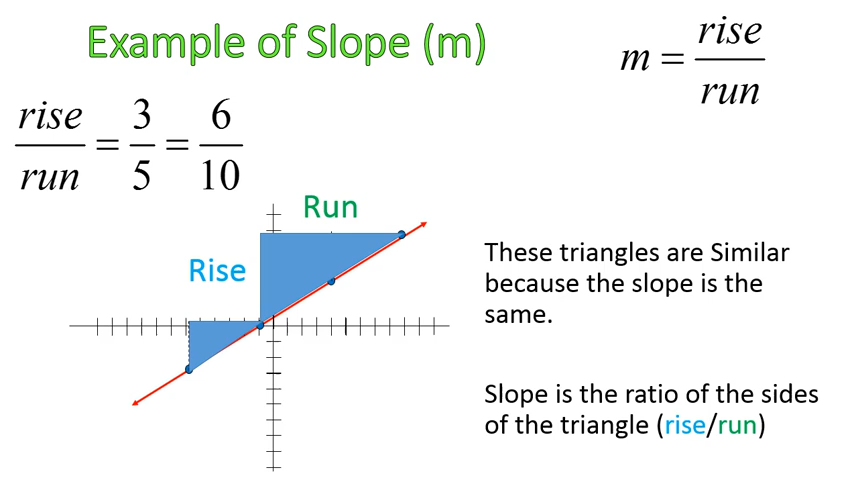 Example of Slope (m)
m = rise/run
rise/run = 3/5 = 6/10
Run
Rise
These triangles are Similar
because the slope is the
same.
Slope is the ratio of the sides
of the triangle (rise/run)